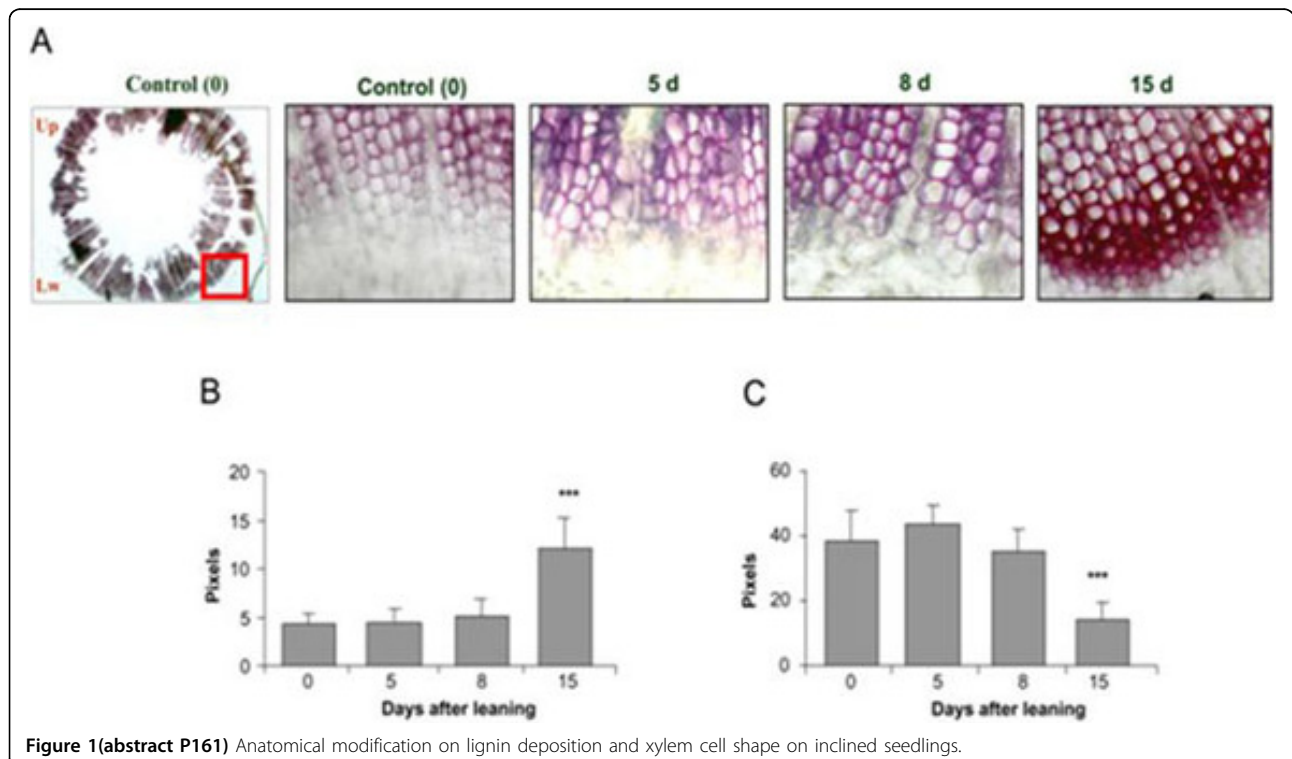 A
Control (0)
Control (0)
5 d
8 d
15 d
Up
Lw
B
20
15
10
5
0
Pixels
***
0 5 8 15
Days after leaning
C
60
40
20
0
Pixels
***
0 5 8 15
Days after leaning
Figure 1(abstract P161) Anatomical modification on lignin deposition and xylem cell shape on inclined seedlings.